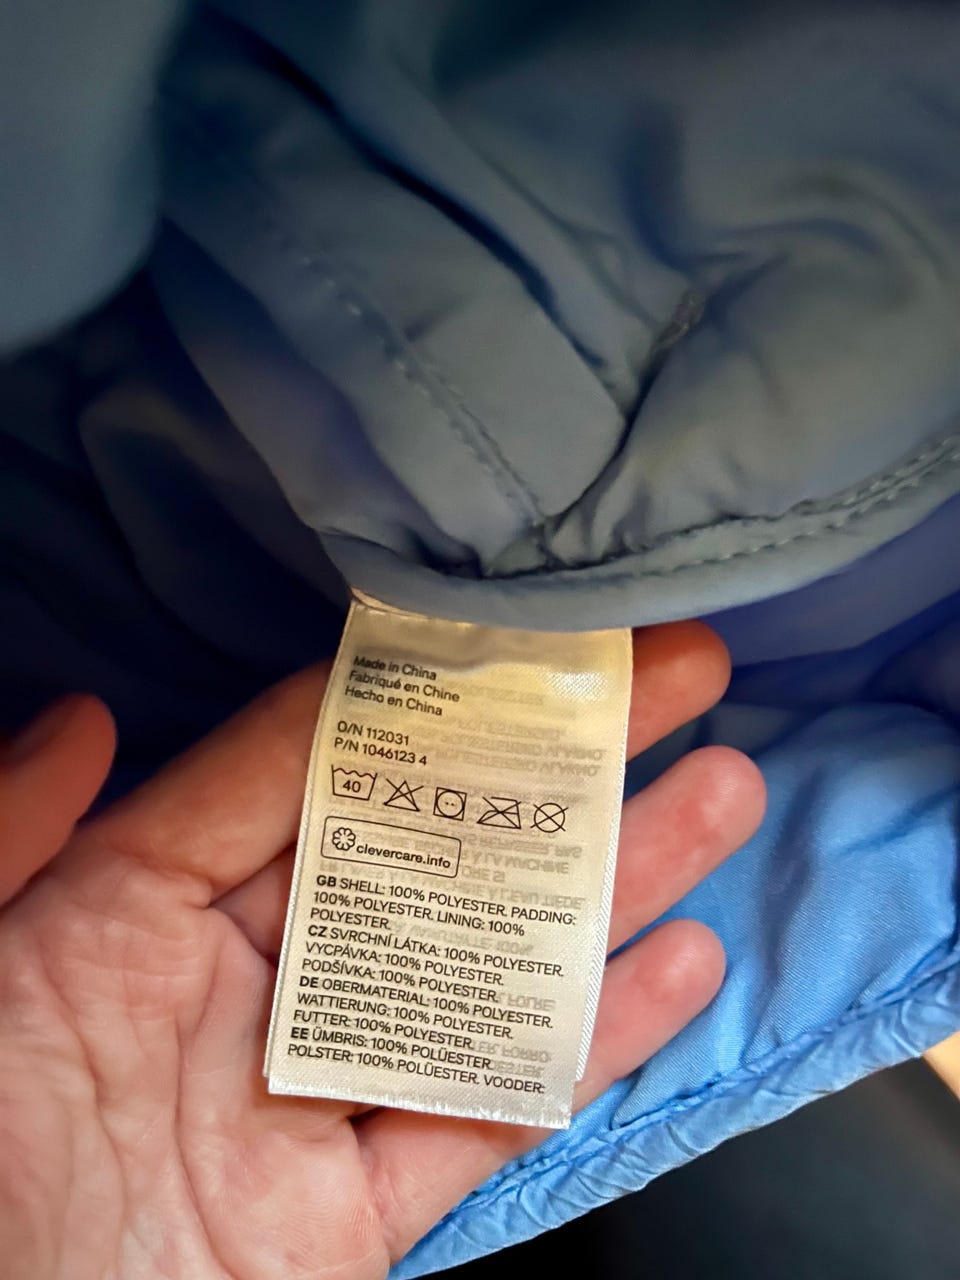 Made in China
Fabriqué en Chine
Hecho en China
O/N 112031
P/N 1046123 4
40
clevercare.info
GB SHELL: 100% POLYESTER. PADDING:
100% POLYESTER. LINING: 100%
POLYESTER.
CZ SVRCHNÍ LÁTKA: 100% POLYESTER.
VYCPÁVKA: 100% POLYESTER.
PODŠÍVKA: 100% POLYESTER.
DE OBERMATERIAL: 100% POLYESTER.
WATTIERUNG: 100% POLYESTER.
FUTTER: 100% POLYESTER.
EE ÜMBRIS: 100% POLÜESTER.
POLSTER: 100% POLÜESTER. VOODER: